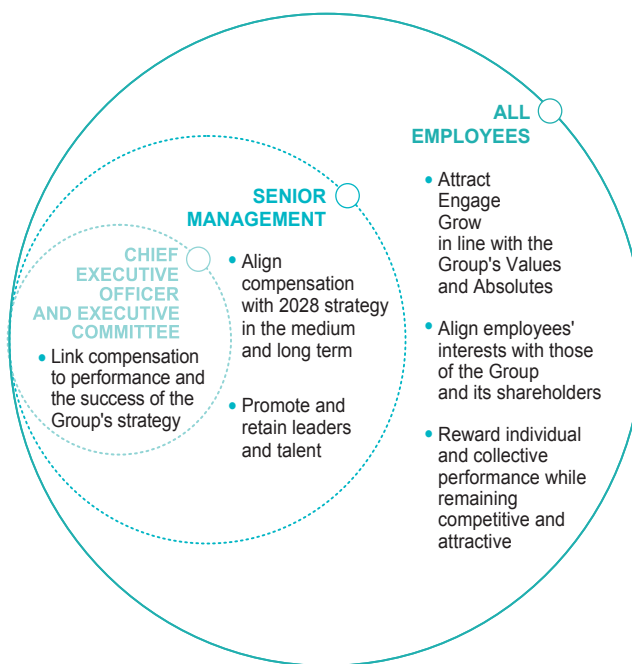 ALL
EMPLOYEES
• Attract
Engage
Grow
in line with the
Group's Values
and Absolutes
• Align employees'
interests with those
of the Group
and its shareholders
• Reward individual
and collective
performance while
remaining
competitive and
attractive
SENIOR
MANAGEMENT
• Align
compensation
with 2028 strategy
in the medium
and long term
• Promote and
retain leaders
and talent
CHIEF
EXECUTIVE
OFFICER
AND EXECUTIVE
COMMITTEE
• Link compensation
to performance and
the success of the
Group's strategy